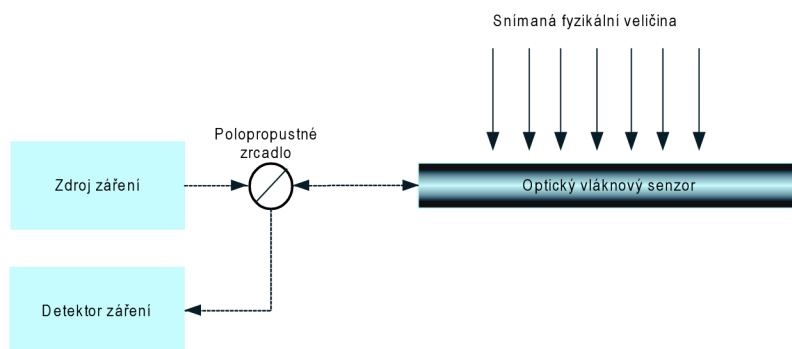 Snímaná fyzikální veličina
Polopropustné
zrcadlo
Zdroj záření
Optický vláknový senzor
Detektor záření